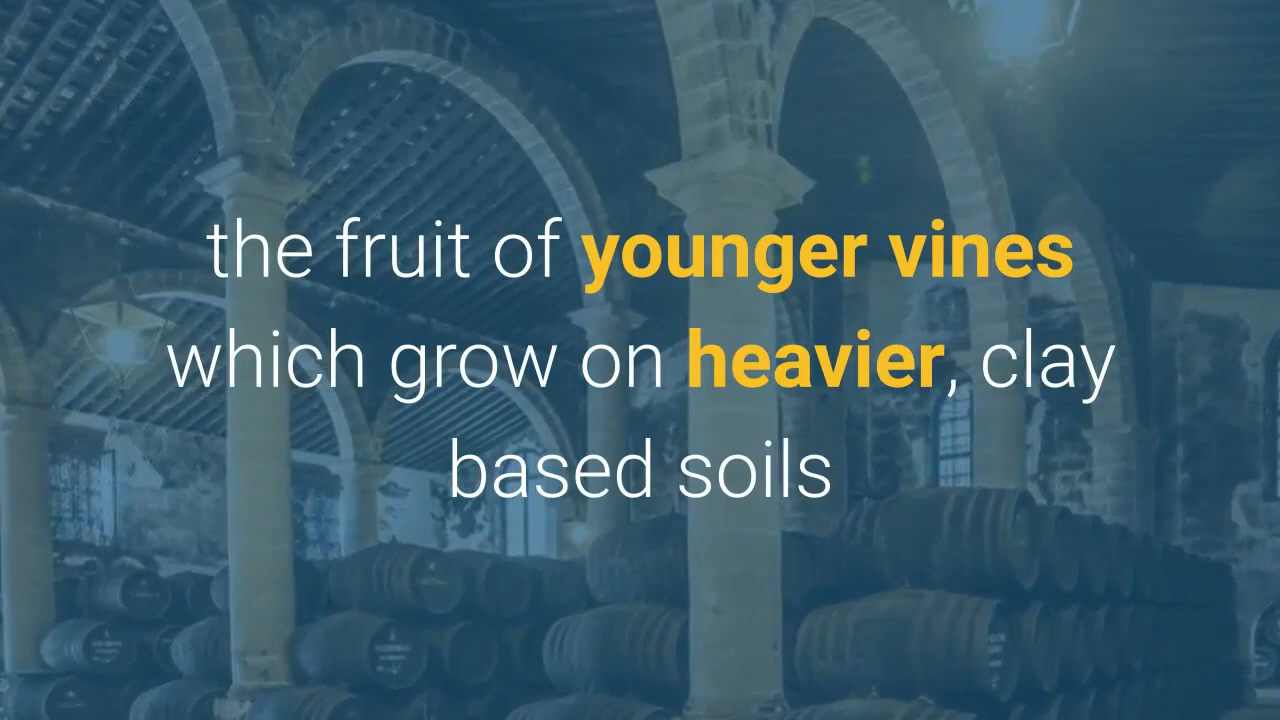 the fruit of younger vines
which grow on heavier, clay
based soils